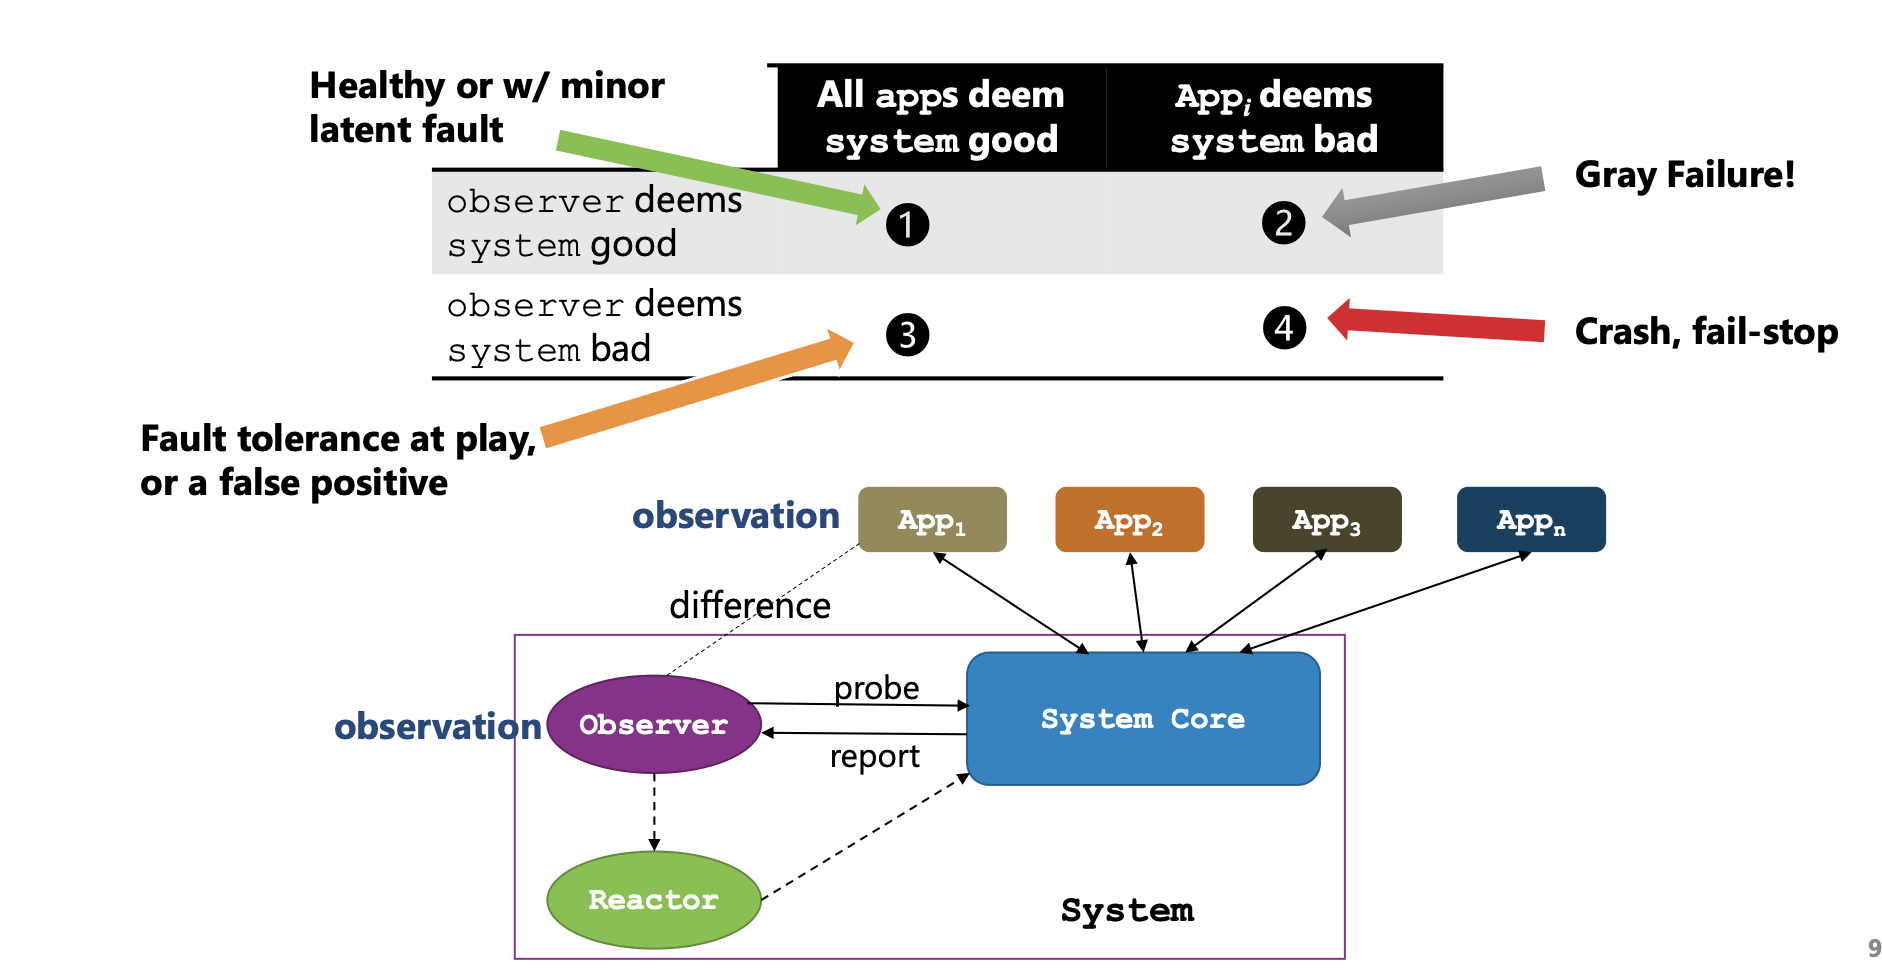 Healthy or w/ minor
latent fault
All apps deem
system good
Appi deems
system bad
Gray Failure!
observer deems
system good
1
2
observer deems
system bad
3
4
Crash, fail-stop
Fault tolerance at play,
or a false positive
observation
App1
App2
App3
Appn
difference
probe
observation
Observer
System Core
report
Reactor
System
9